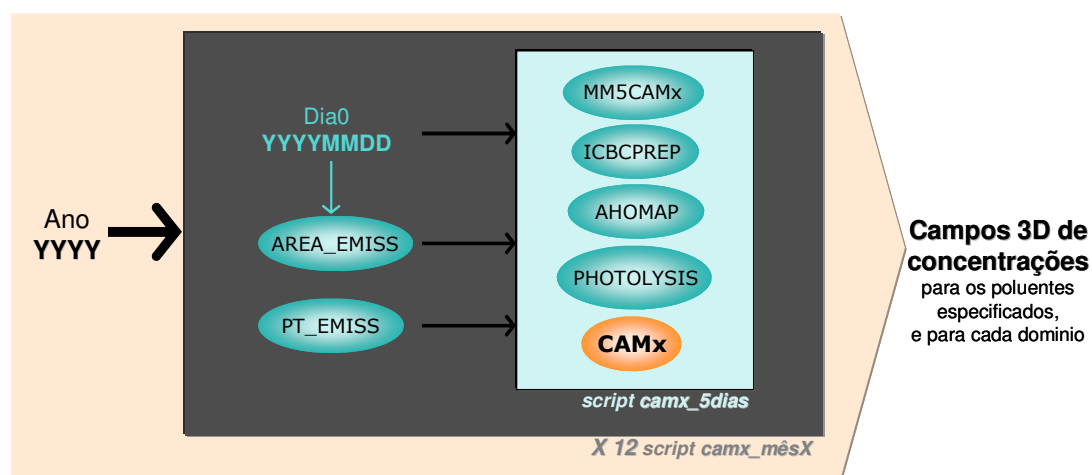 Ano
YYYY
Dia0
YYYYMMDD
AREA_EMISS
PT_EMISS
MM5CAMx
ICBCPREP
AHOMAP
PHOTOLYSIS
CAMx
script camx_5dias
X 12 script camx_mêsX
Campos 3D de
concentrações
para os poluentes
especificados,
e para cada dominio